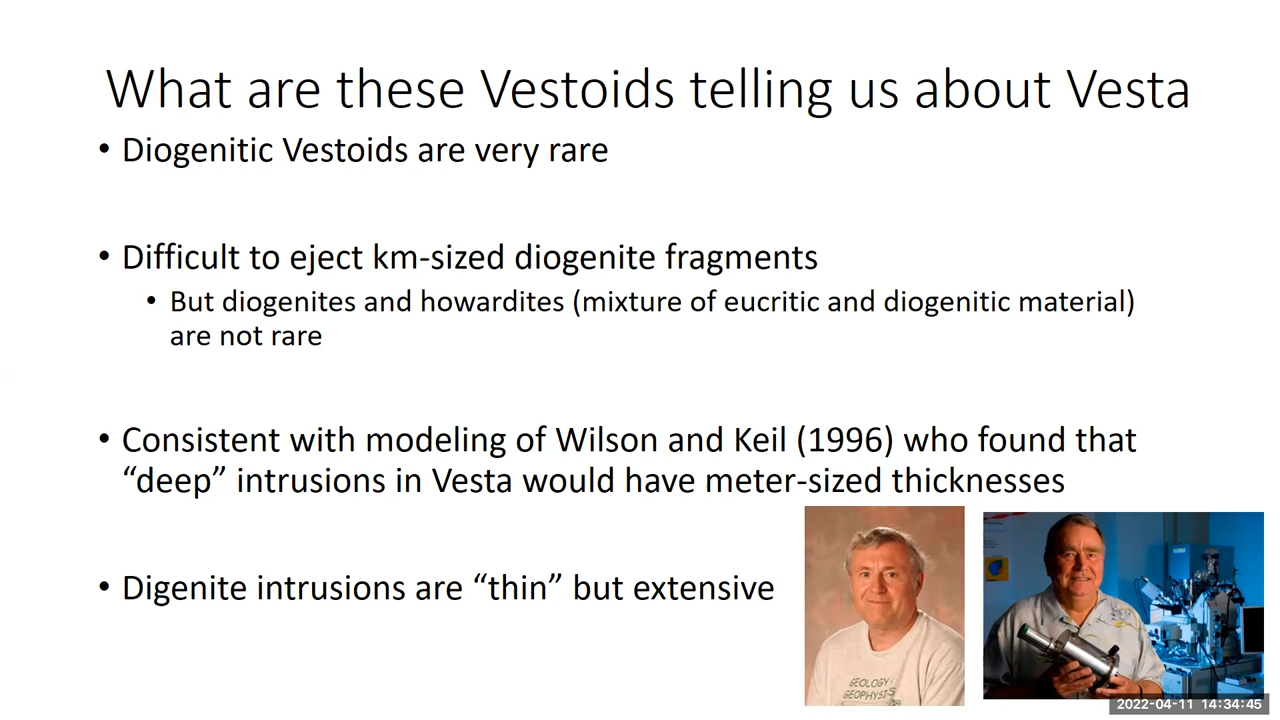 What are these Vestoids telling us about Vesta
• Diogenitic Vestoids are very rare
• Difficult to eject km-sized diogenite fragments
• But diogenites and howardites (mixture of eucritic and diogenitic material)
are not rare
• Consistent with modeling of Wilson and Keil (1996) who found that
“deep” intrusions in Vesta would have meter-sized thicknesses
• Digenite intrusions are “thin” but extensive
GEOLOGY
GEOPHYSICS
2022-04-11 14:34:45